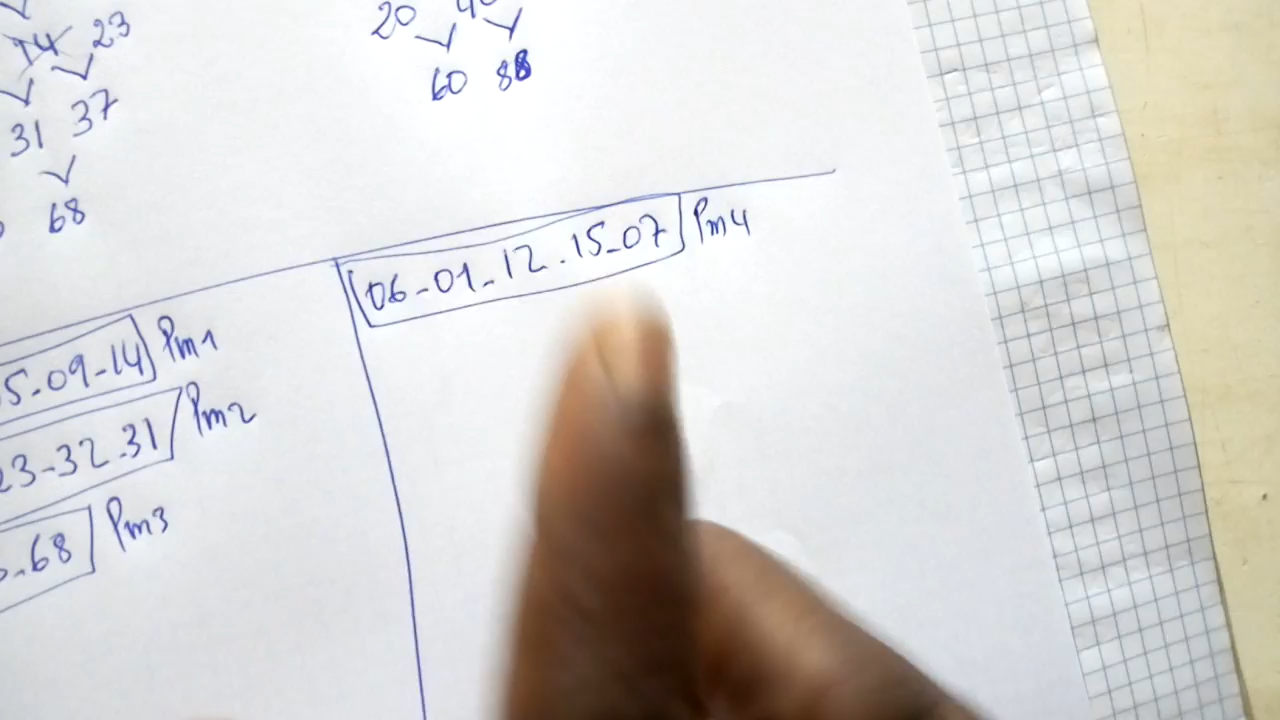 14 23
31 37
68
20
60 88
06-01-12.15-07 Pm4
5-09-14 Pm1
23-32.31 Pm2
-68 Pm3